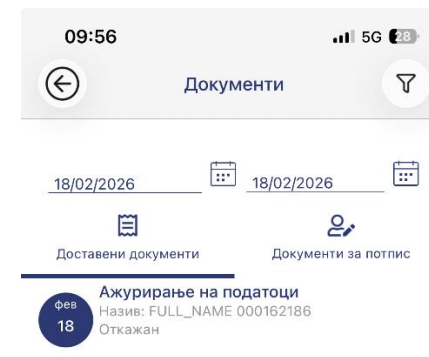 09:56 5G 28
Документи
18/02/2026 18/02/2026
Доставени документи Документи за потпис
фев
18
Ажурирање на податоци
Назив: FULL_NAME 000162186
Откажан